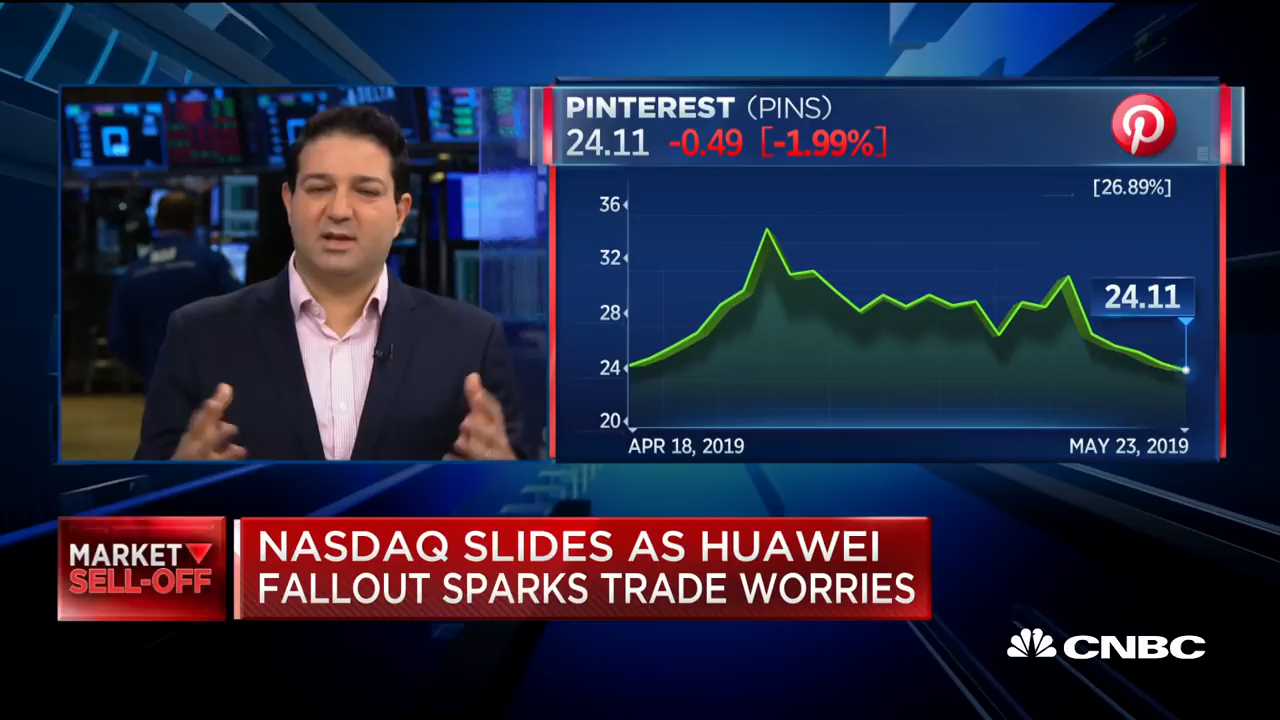 PINTEREST (PINS)
24.11 -0.49 [-1.99%]
[26.89%]
36
32
28
24
20
24.11
APR 18, 2019
MAY 23, 2019
MARKET
SELL-OFF
NASDAQ SLIDES AS HUAWEI
FALLOUT SPARKS TRADE WORRIES
CNBC